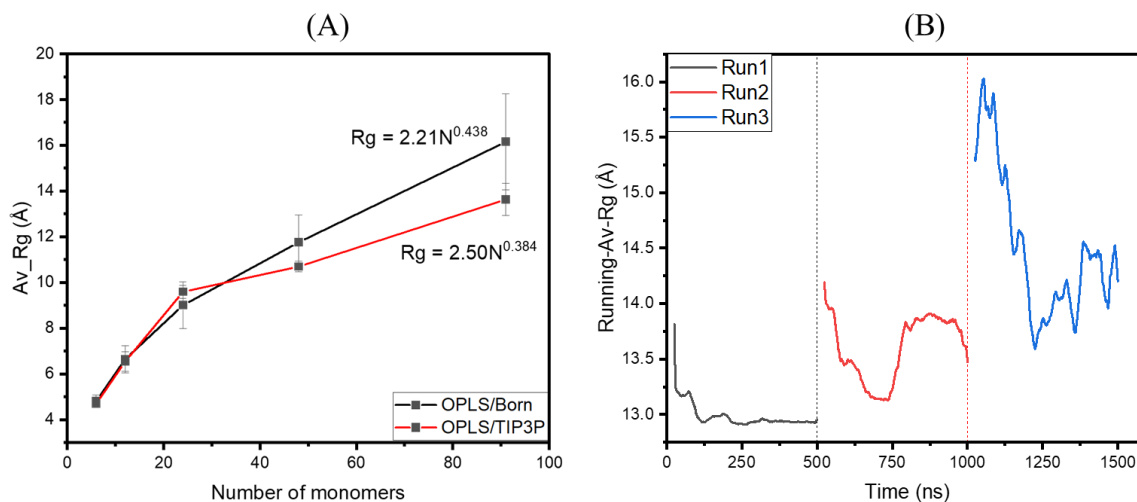 (A)
(B)
20
18
16
14
12
10
8
6
4
Av_Rg (Å)
Rg = 2.21N^0.438
Rg = 2.50N^0.384
OPLS/Born
OPLS/TIP3P
0 20 40 60 80 100
Number of monomers
Run1
Run2
Run3
16.0
15.5
15.0
14.5
14.0
13.5
13.0
Running-Av-Rg (Å)
0 250 500 750 1000 1250 1500
Time (ns)